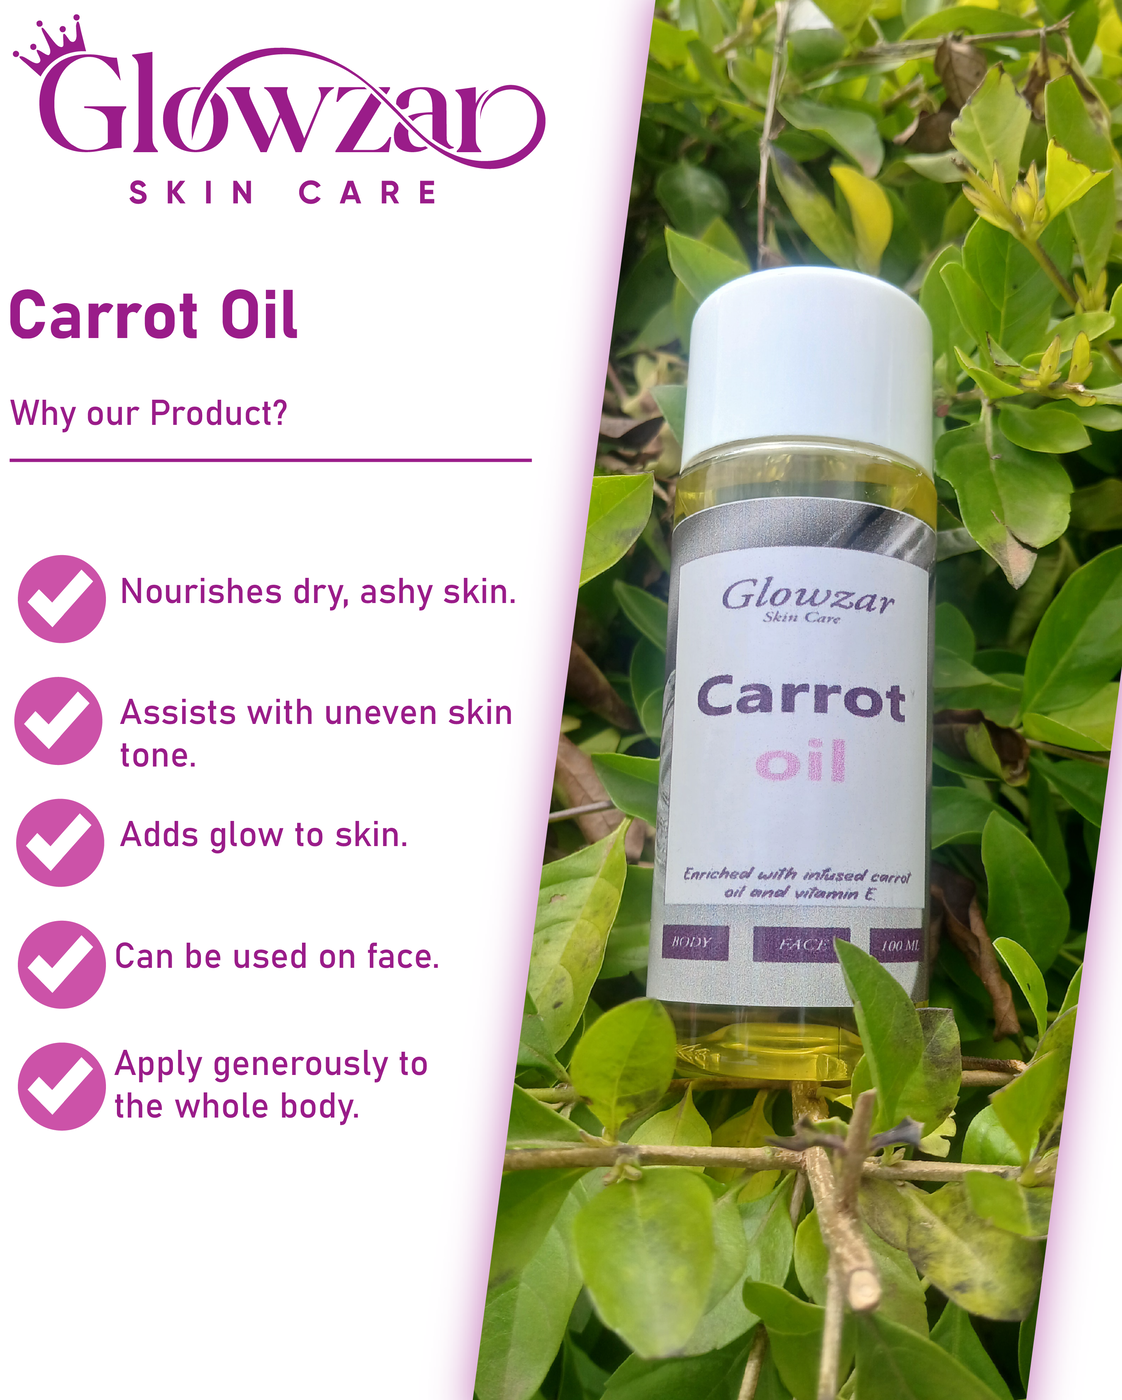 Glowzar
SKIN CARE
Carrot Oil
Why our Product?
Nourishes dry, ashy skin.
Assists with uneven skin
tone.
Adds glow to skin.
Can be used on face.
Apply generously to
the whole body.
Glowzar
Skin Care
Carrot
oil
Enriched with infused carrot
oil and vitamin E.
BODY FACE 100 ML